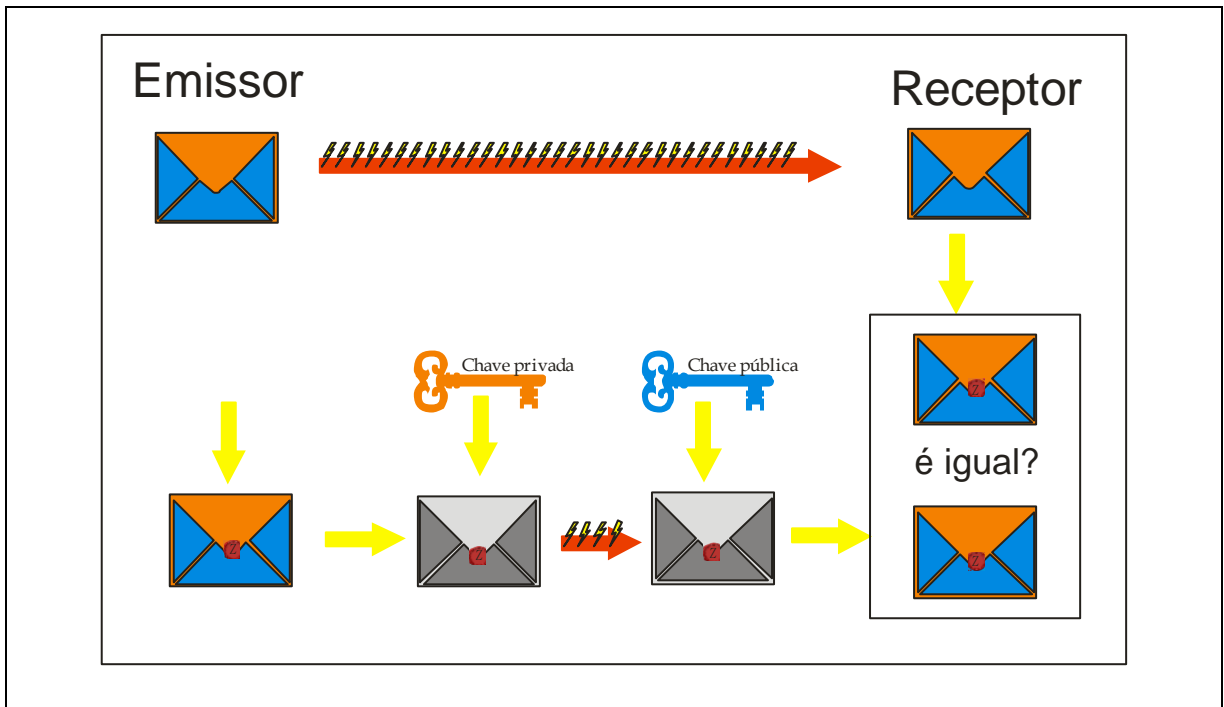 Emissor
Receptor
Chave privada
Chave pública
Z
é igual?
Z
Z
Z
Z